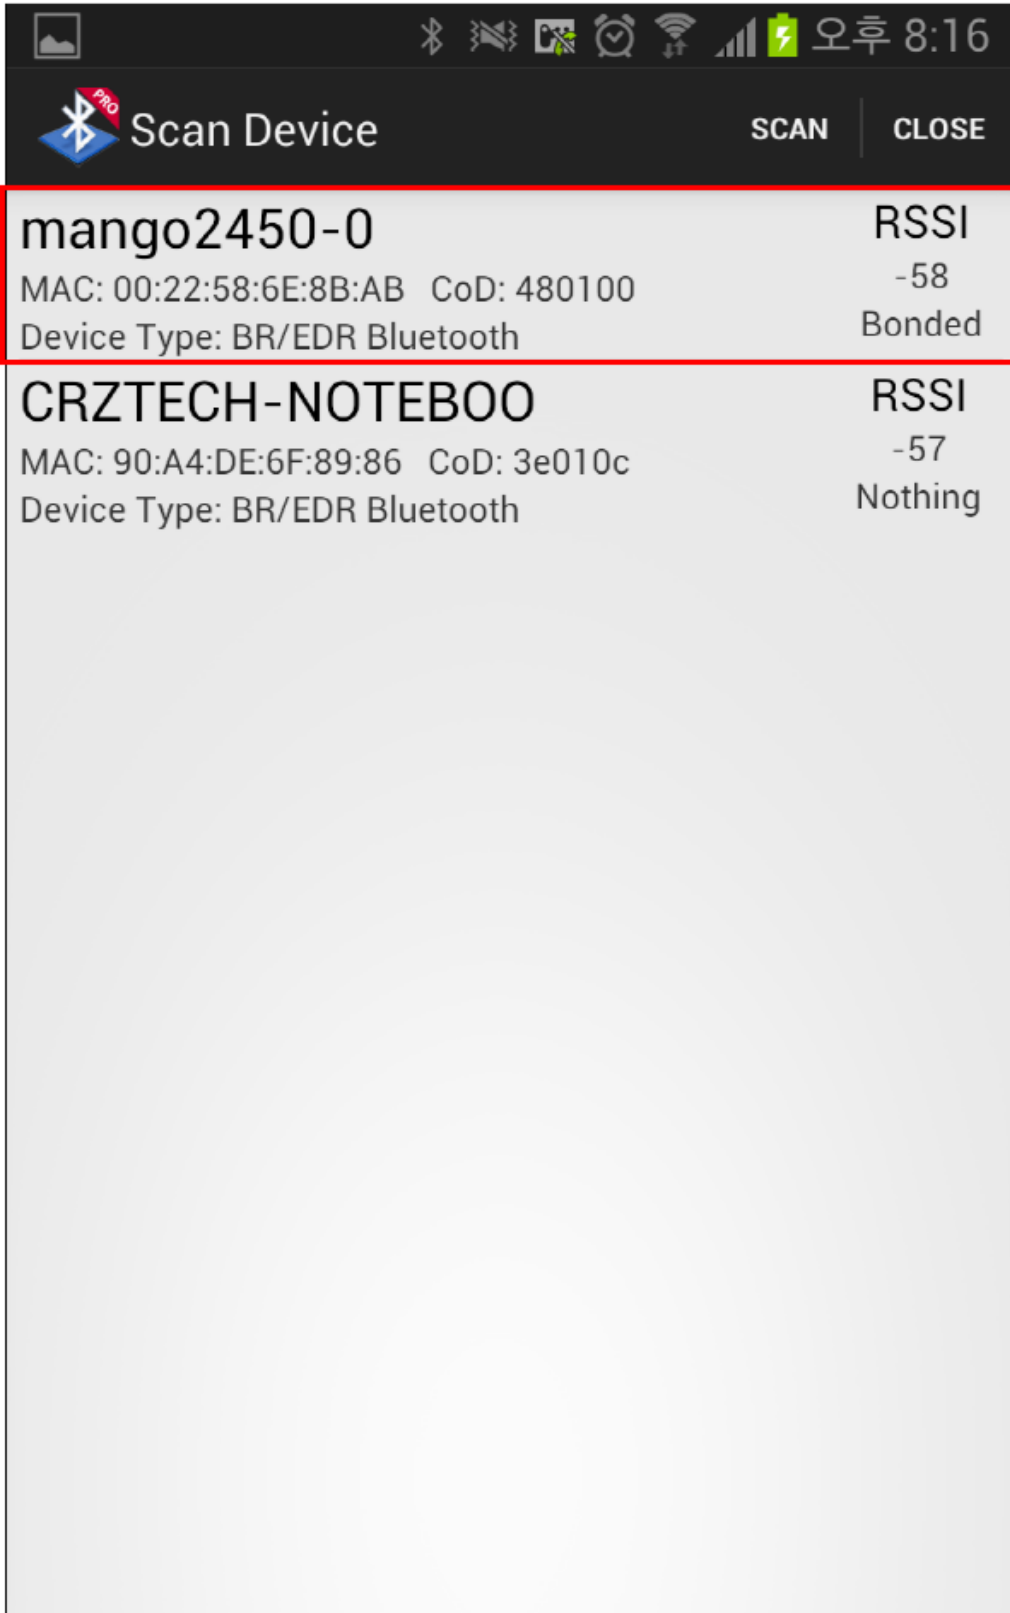 오후 8:16
PRO
Scan Device
SCAN
CLOSE
mango2450-0
RSSI
MAC: 00:22:58:6E:8B:AB CoD: 480100
-58
Device Type: BR/EDR Bluetooth
Bonded
CRZTECH-NOTEBOO
RSSI
MAC: 90:A4:DE:6F:89:86 CoD: 3e010c
-57
Device Type: BR/EDR Bluetooth
Nothing